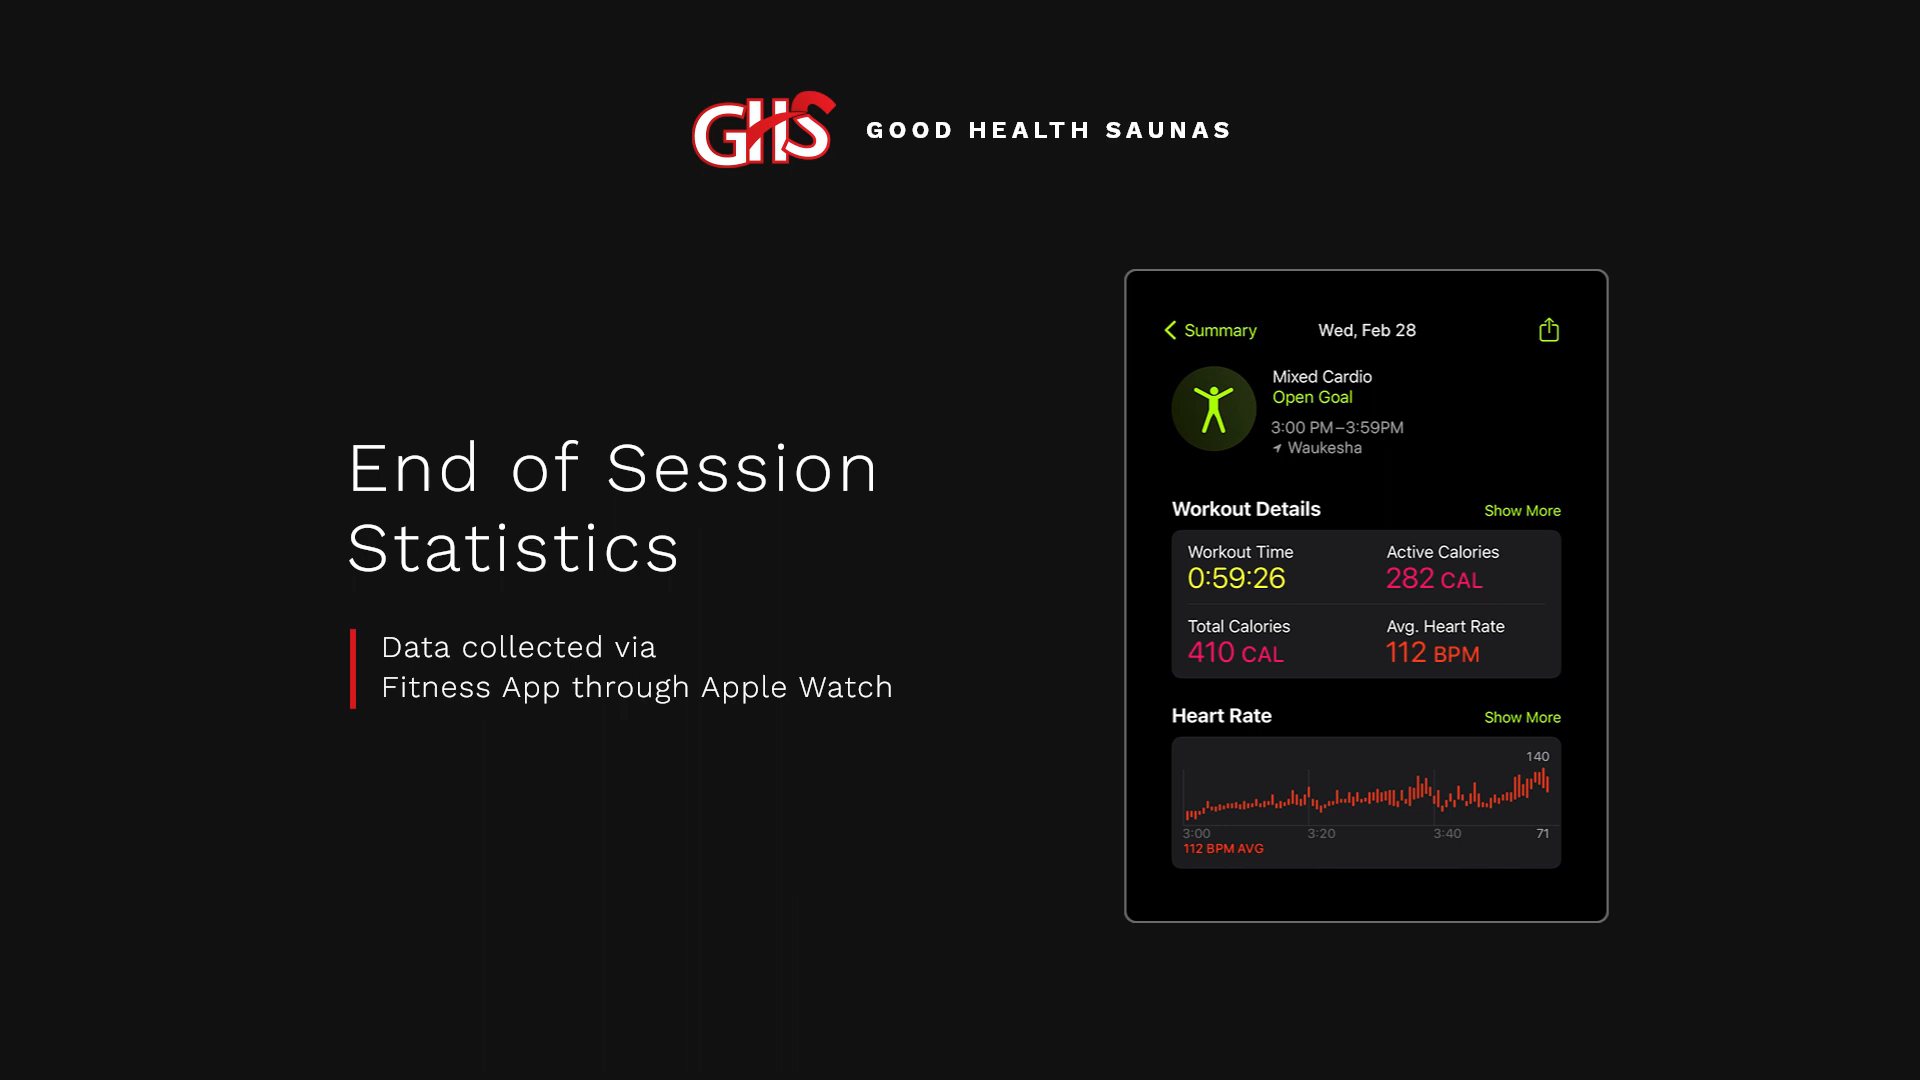 GHS GOOD HEALTH SAUNAS
End of Session
Statistics
Data collected via
Fitness App through Apple Watch
Summary Wed, Feb 28
Mixed Cardio
Open Goal
3:00 PM–3:59PM
Waukesha
Workout Details Show More
Workout Time Active Calories
0:59:26 282 CAL
Total Calories Avg. Heart Rate
410 CAL 112 BPM
Heart Rate Show More
140
3:00 3:20 3:40 71
112 BPM AVG